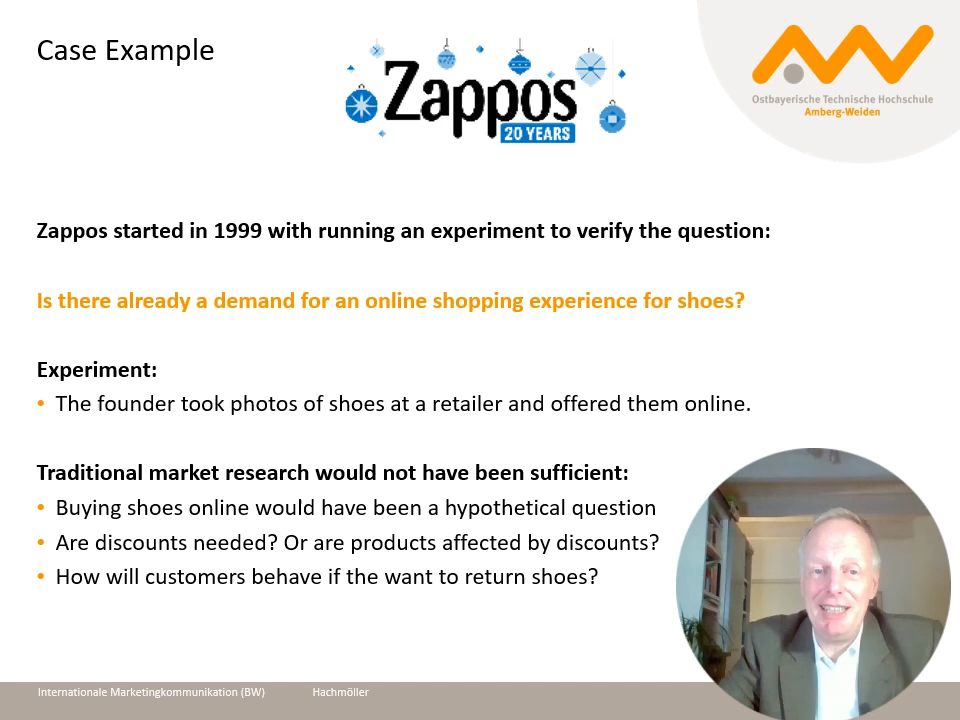 Case Example
Zappos
20 YEARS
Ostbayerische Technische Hochschule
Amberg-Weiden
Zappos started in 1999 with running an experiment to verify the question:
Is there already a demand for an online shopping experience for shoes?
Experiment:
• The founder took photos of shoes at a retailer and offered them online.
Traditional market research would not have been sufficient:
• Buying shoes online would have been a hypothetical question
• Are discounts needed? Or are products affected by discounts?
• How will customers behave if the want to return shoes?
Internationale Marketingkommunikation (BW) Hachmöller